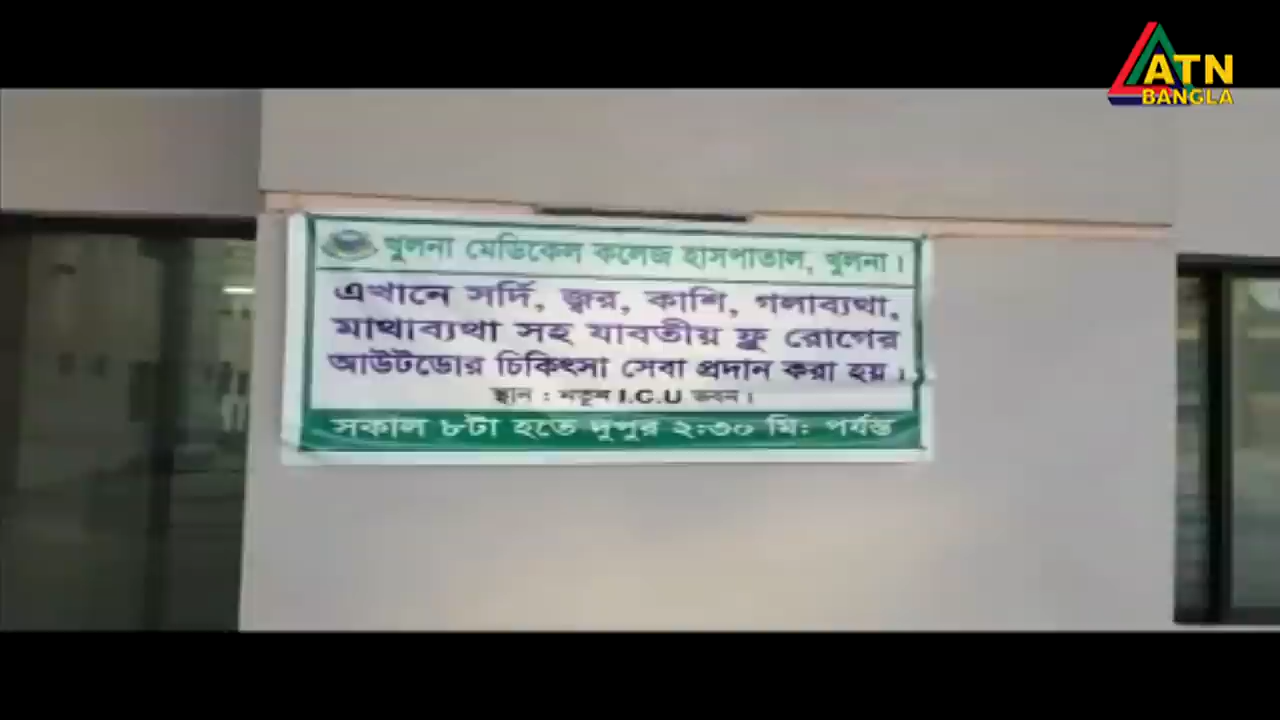 ATN
BANGLA
খুলনা মেডিকেল কলেজ হাসপাতাল, খুলনা।
এখানে সর্দি, জ্বর, কাশি, গলাব্যথা,
মাথাব্যথা সহ যাবতীয় ফ্লু রোগের
আউটডোর চিকিৎসা সেবা প্রদান করা হয়।
স্থান : নতুন I.C.U ভবন।
সকাল ৮টা হতে দুপুর ২:৩০ মি: পর্যন্ত